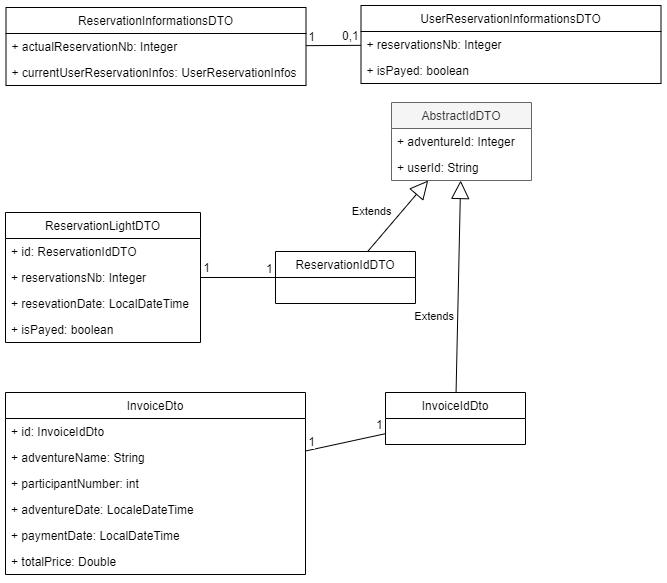 ReservationInformationsDTO
+ actualReservationNb: Integer
+ currentUserReservationInfos: UserReservationInfos
1
0,1
UserReservationInformationsDTO
+ reservationsNb: Integer
+ isPayed: boolean
AbstractIdDTO
+ adventureId: Integer
+ userId: String
Extends
ReservationLightDTO
+ id: ReservationIdDTO
+ reservationsNb: Integer
+ resevationDate: LocalDateTime
+ isPayed: boolean
1
1
ReservationIdDTO
Extends
InvoiceDto
+ id: InvoiceIdDto
+ adventureName: String
+ participantNumber: int
+ adventureDate: LocaleDateTime
+ paymentDate: LocalDateTime
+ totalPrice: Double
1
1
InvoiceIdDto